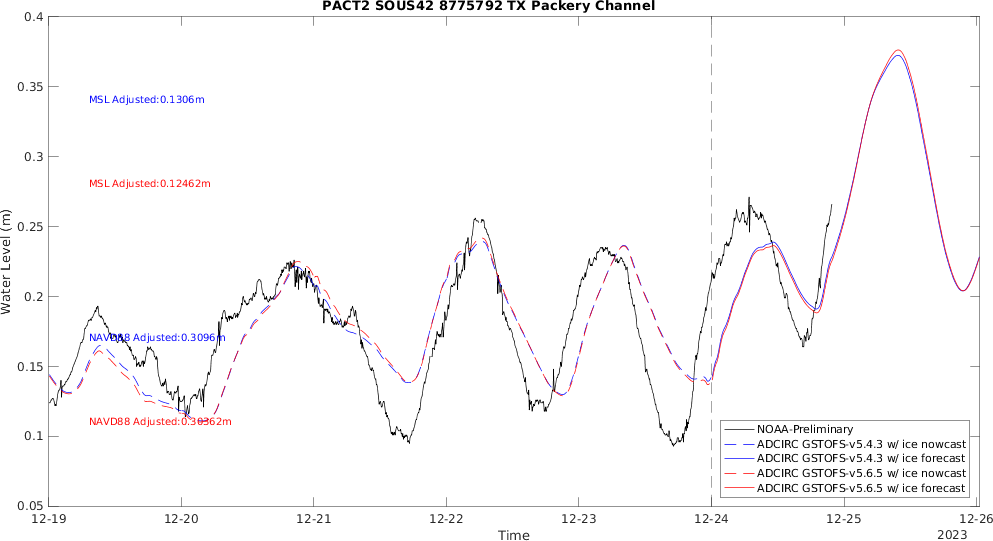 PACT2 SOUS42 8775792 TX Packery Channel
0.4
0.35
0.3
0.25
0.2
0.15
0.1
0.05
Water Level (m)
MSL Adjusted:0.1306m
MSL Adjusted:0.12462m
NAVD88 Adjusted:0.3096m
NAVD88 Adjusted:0.30362m
NOAA-Preliminary
ADCIRC GSTOFS-v5.4.3 w/ ice nowcast
ADCIRC GSTOFS-v5.4.3 w/ ice forecast
ADCIRC GSTOFS-v5.6.5 w/ ice nowcast
ADCIRC GSTOFS-v5.6.5 w/ ice forecast
12-19 12-20 12-21 12-22 12-23 12-24 12-25 12-26
Time
2023